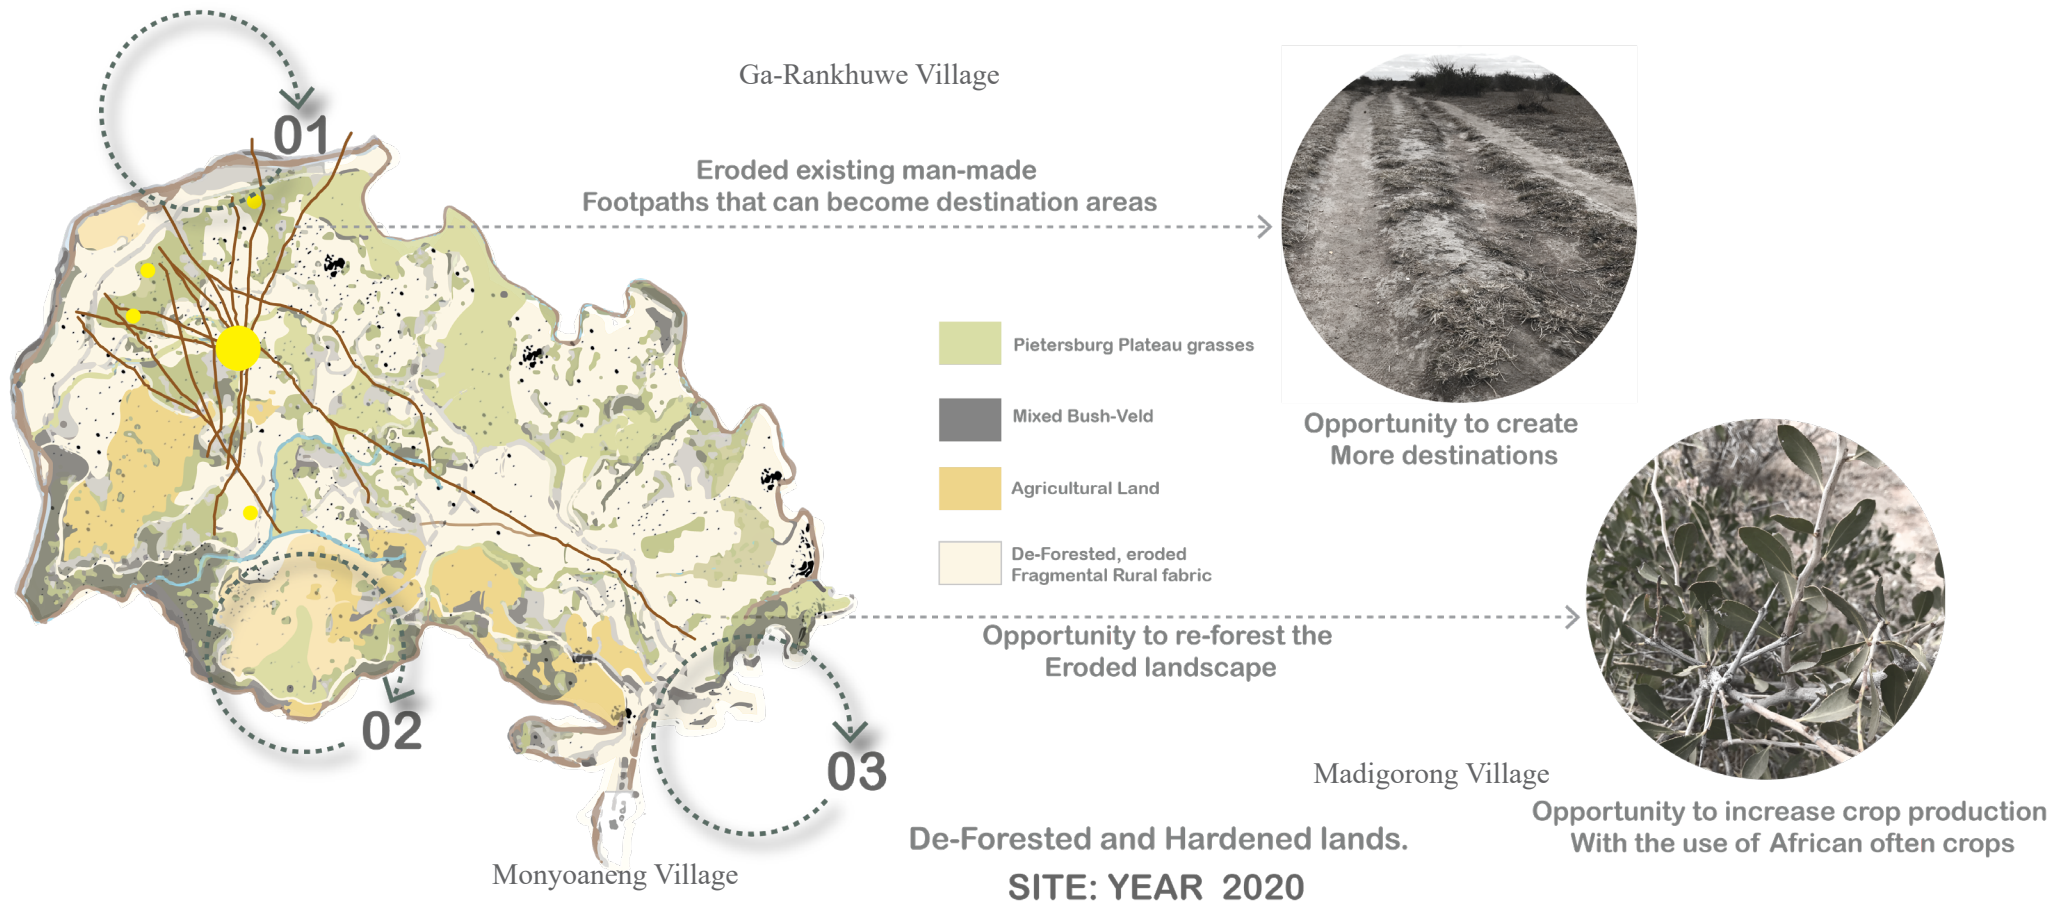 Ga-Rankhuwe Village
01
Eroded existing man-made
Footpaths that can become destination areas
Pietersburg Plateau grasses
Mixed Bush-Veld
Agricultural Land
De-Forested, eroded
Fragmental Rural fabric
Opportunity to create
More destinations
Opportunity to re-forest the
Eroded landscape
02
03
Madigorong Village
Opportunity to increase crop production
With the use of African often crops
De-Forested and Hardened lands.
Monyoaneng Village
SITE: YEAR 2020